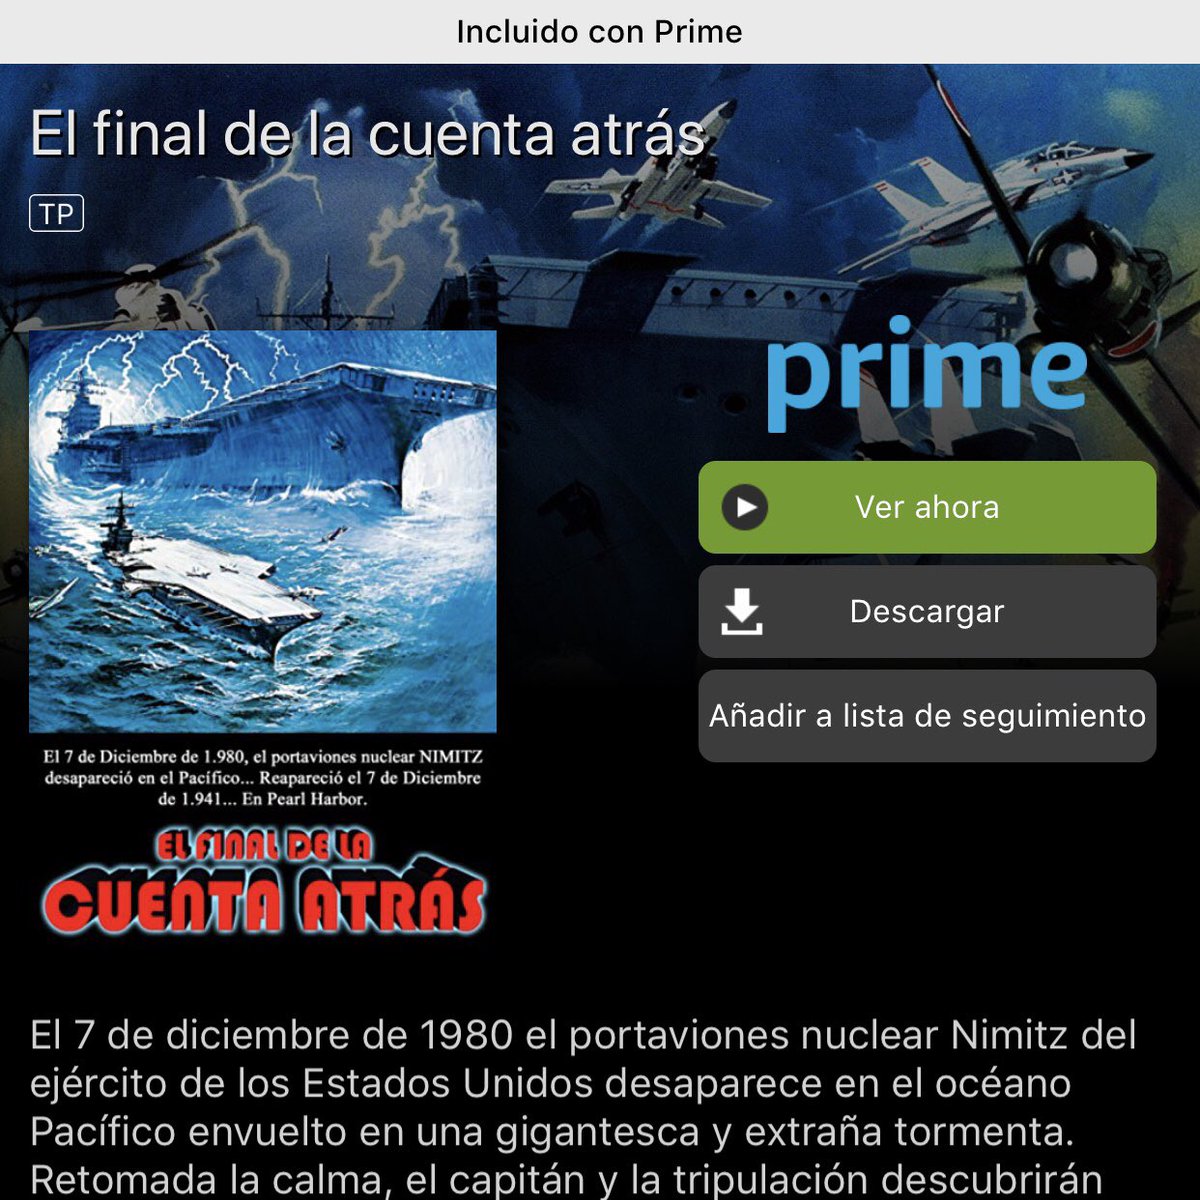 Incluido con Prime
El final de la cuenta atrás
TP
prime
Ver ahora
Descargar
Añadir a lista de seguimiento
El 7 de Diciembre de 1.980, el portaviones nuclear NIMITZ
desapareció en el Pacífico... Reapareció el 7 de Diciembre
de 1.941... En Pearl Harbor.
EL FINAL DE LA
CUENTA ATRÁS
El 7 de diciembre de 1980 el portaviones nuclear Nimitz del
ejército de los Estados Unidos desaparece en el océano
Pacífico envuelto en una gigantesca y extraña tormenta.
Retomada la calma, el capitán y la tripulación descubrirán